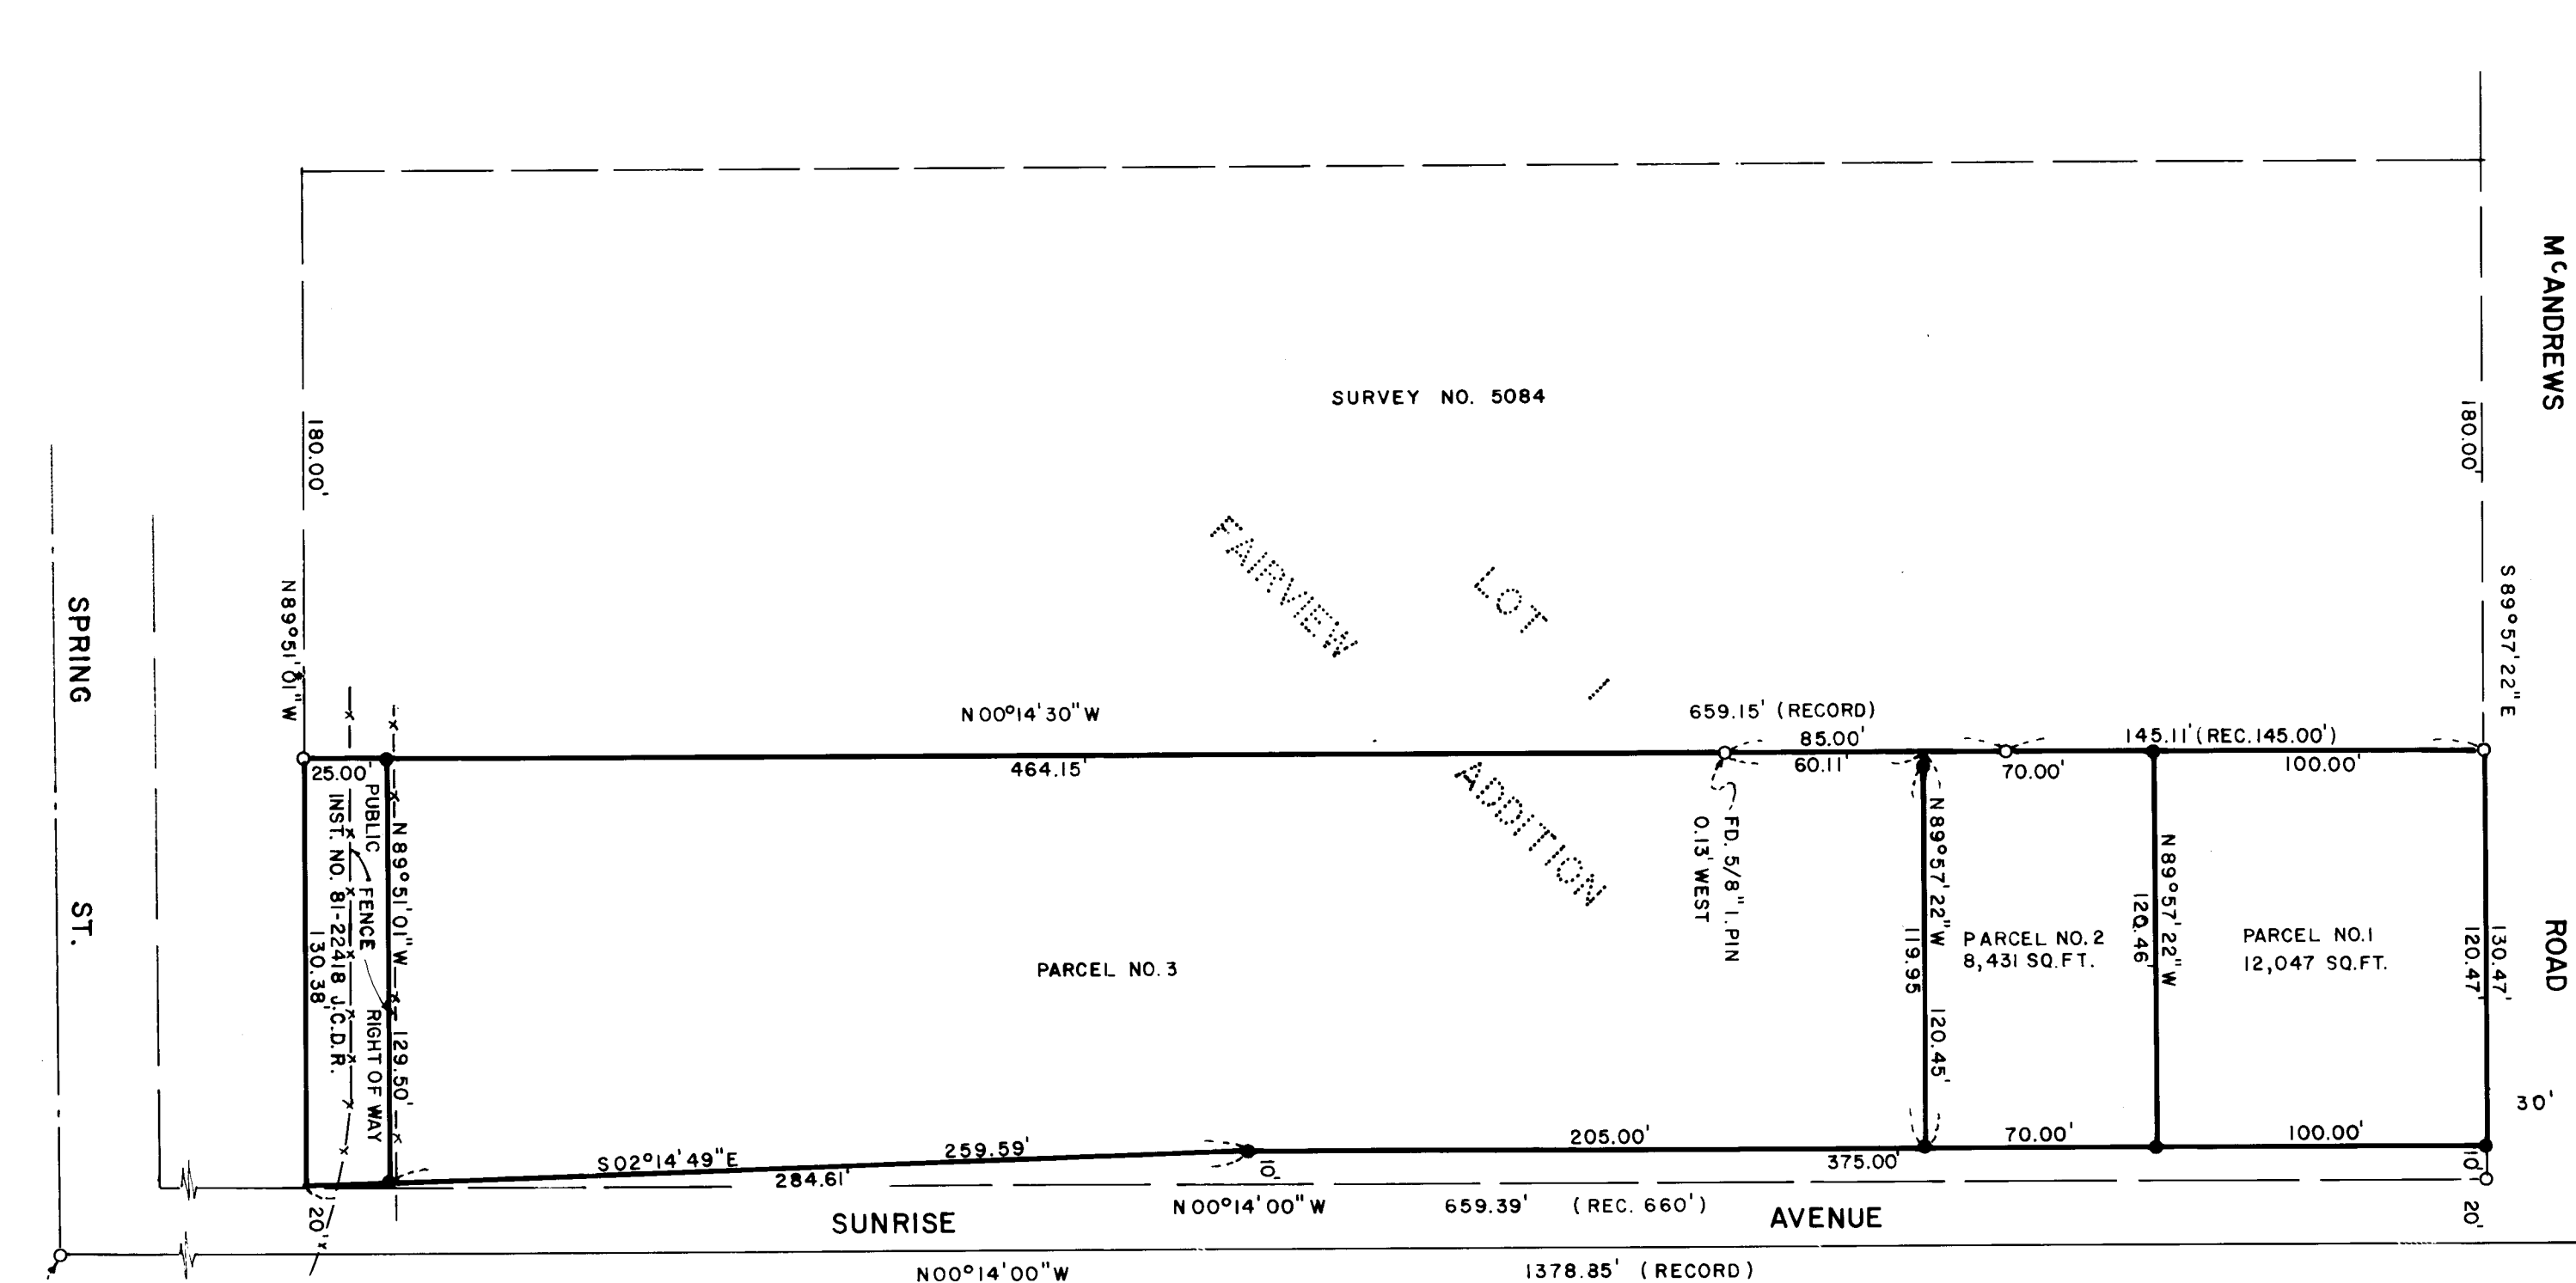 SURVEY NO. 5084
McANDREWS
ROAD
180.00'
180.00'
N89°51'01"W
S89°57'22"E
SPRING
ST.
FAIRVIEW
LOT 1
ADDITION
N00°14'30"W
659.15' (RECORD)
85.00'
145.11' (REC. 145.00')
25.00'
464.15'
60.11'
70.00'
100.00'
PUBLIC
RIGHT OF WAY
INST. NO. 81-22418 J.C.D.R.
FENCE
130.38'
N89°51'01"W
129.50'
FD. 5/8" I.PIN
0.13' WEST
N89°57'22"W
119.95
120.45'
N89°57'22"W
120.46'
130.47'
120.47'
PARCEL NO. 3
PARCEL NO. 2
8,431 SQ.FT.
PARCEL NO.1
12,047 SQ.FT.
30'
S02°14'49"E
259.59'
205.00'
70.00'
100.00'
284.61'
10'
375.00'
10'
N00°14'00"W
659.39'
(REC. 660')
20'
SUNRISE
AVENUE
20'
N00°14'00"W
1378.85' (RECORD)